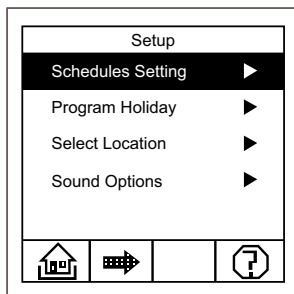 Setup
Schedules Setting
Program Holiday
Select Location
Sound Options
?